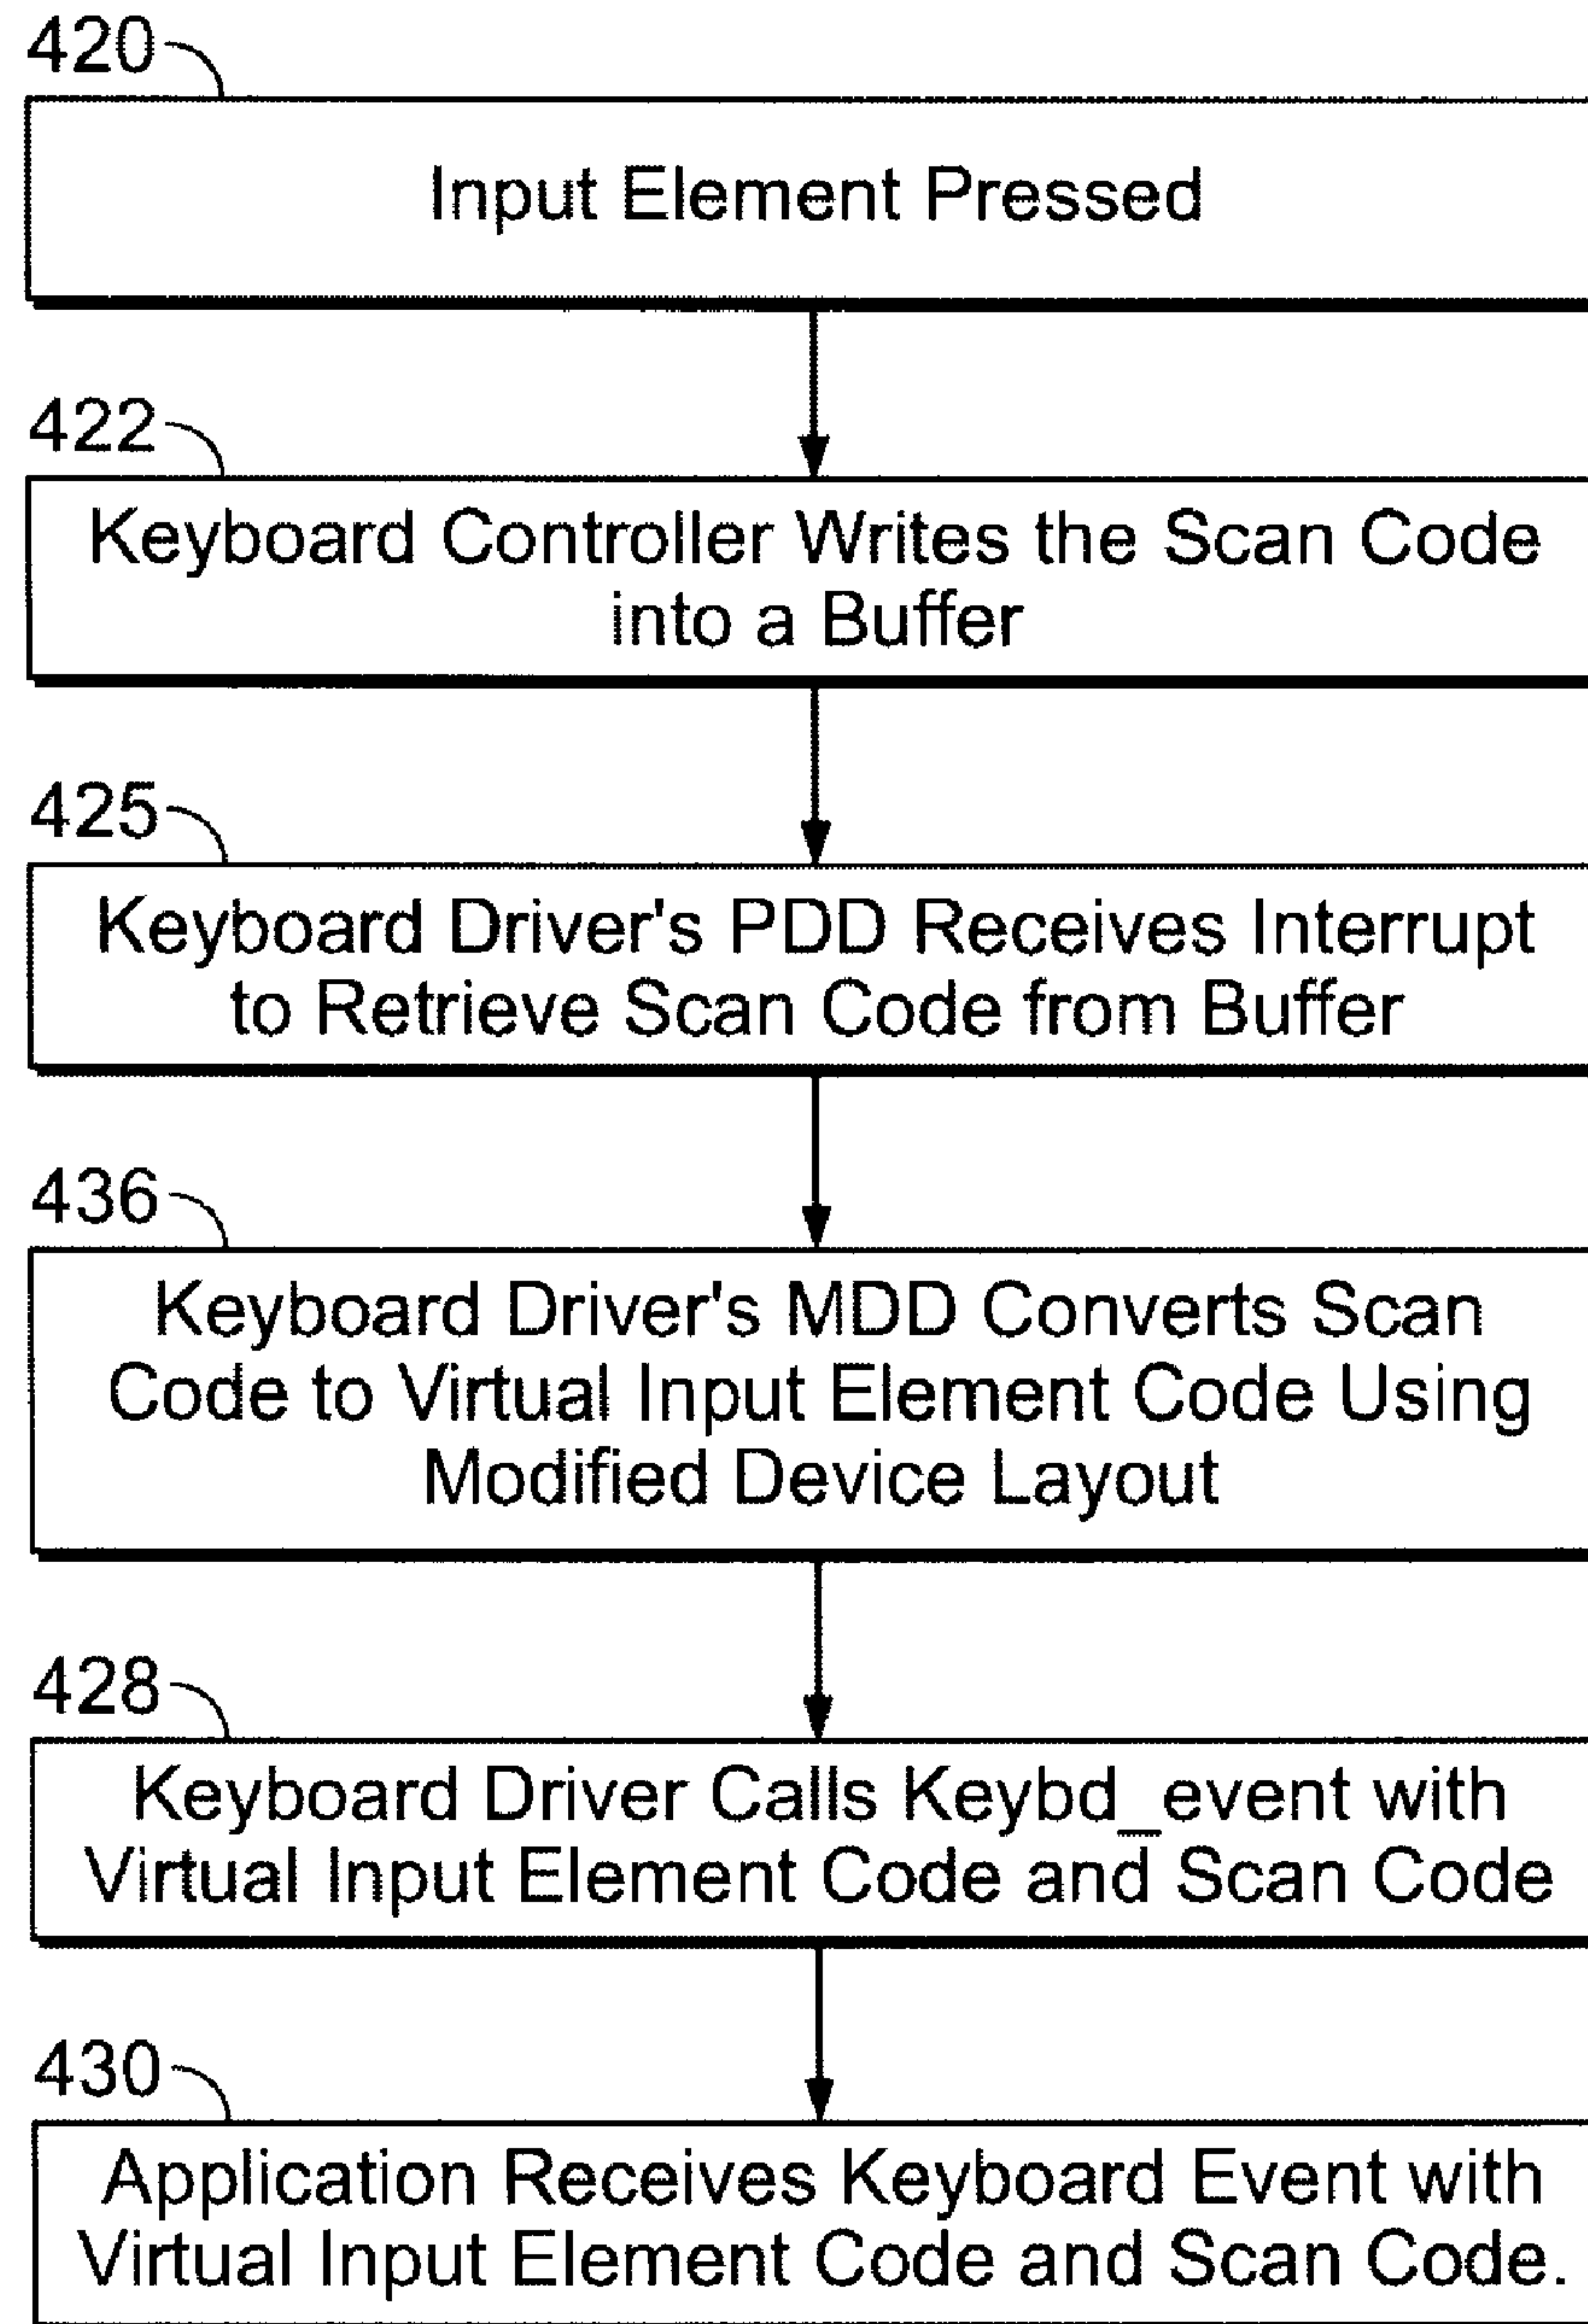 420
Input Element Pressed
422
Keyboard Controller Writes the Scan Code
into a Buffer
425
Keyboard Driver's PDD Receives Interrupt
to Retrieve Scan Code from Buffer
436
Keyboard Driver's MDD Converts Scan
Code to Virtual Input Element Code Using
Modified Device Layout
428
Keyboard Driver Calls Keybd_event with
Virtual Input Element Code and Scan Code
430
Application Receives Keyboard Event with
Virtual Input Element Code and Scan Code.